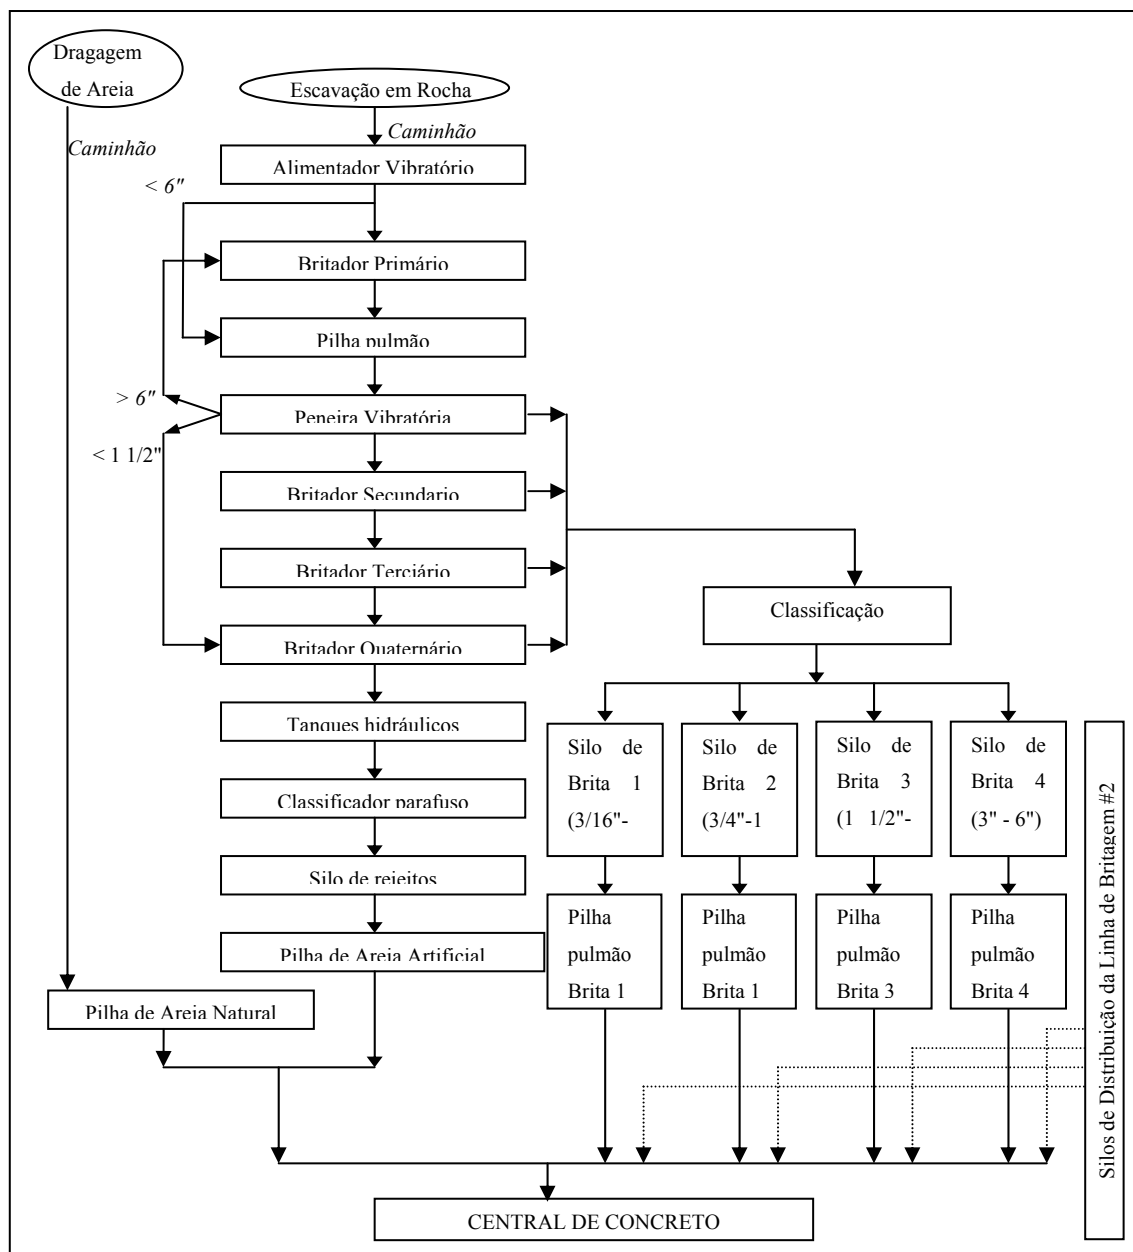 Dragagem
de Areia
Escavação em Rocha
Caminhão
Caminhão
Alimentador Vibratório
< 6"
Britador Primário
Pilha pulmão
> 6"
Peneira Vibratória
< 1 1/2"
Britador Secundario
Britador Terciário
Classificação
Britador Quaternário
Tanques hidráulicos
Silo de
Brita 1
(3/16"-
Silo de
Brita 2
(3/4"-1
Silo de
Brita 3
(1 1/2"-
Silo de
Brita 4
(3" - 6")
Classificador parafuso
Silo de rejeitos
Pilha
pulmão
Brita 1
Pilha
pulmão
Brita 1
Pilha
pulmão
Brita 3
Pilha
pulmão
Brita 4
Pilha de Areia Artificial
Pilha de Areia Natural
Silos de Distribuição da Linha de Britagem #2
CENTRAL DE CONCRETO